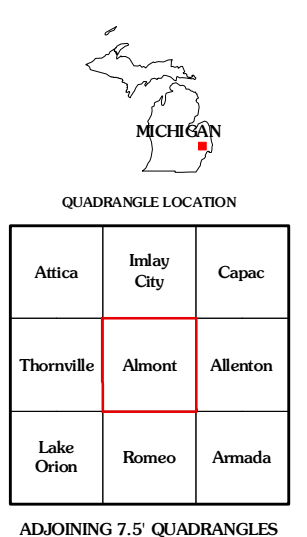 MICHIGAN
QUADRANGLE LOCATION
Attica
Imlay
City
Capac
Thornville
Almont
Allenton
Lake
Orion
Romeo
Armada
ADJOINING 7.5' QUADRANGLES